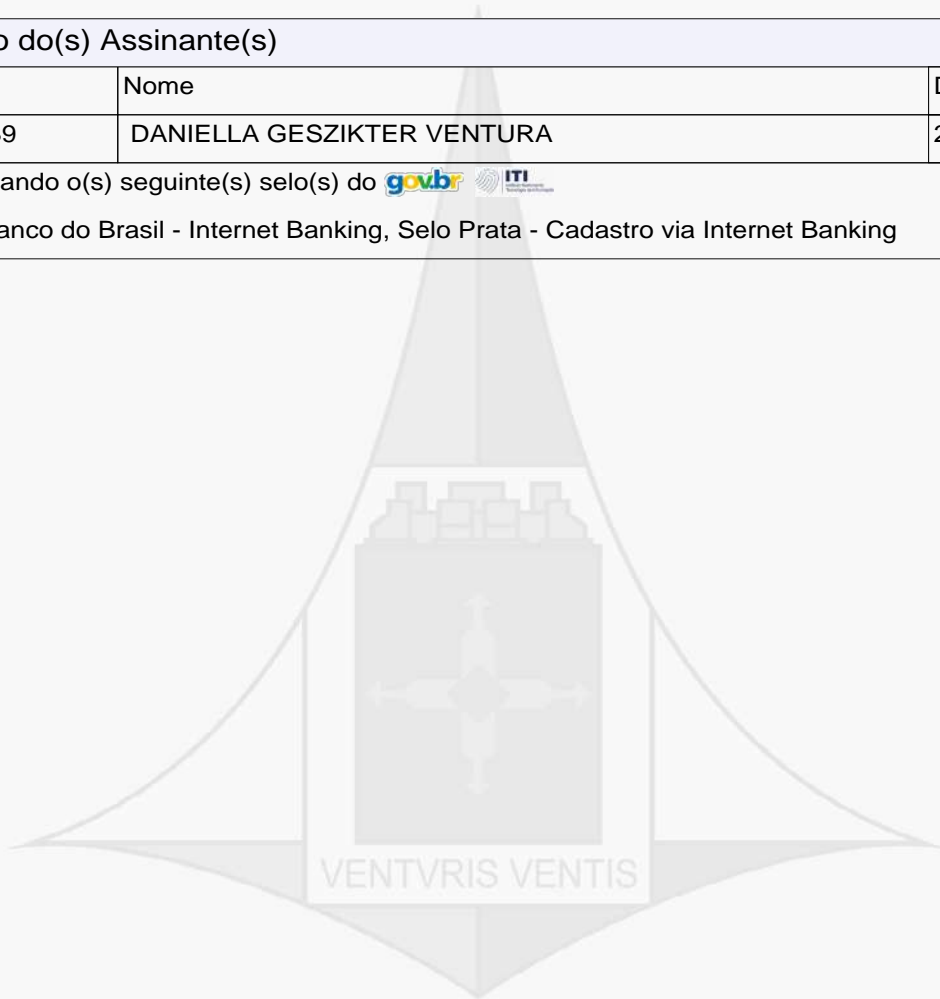 o do(s) Assinante(s)
Nome
9 DANIELLA GESZIKTER VENTURA 2
ando o(s) seguinte(s) selo(s) do gov.br ITI
anco do Brasil - Internet Banking, Selo Prata - Cadastro via Internet Banking
VENTVRIS VENTIS